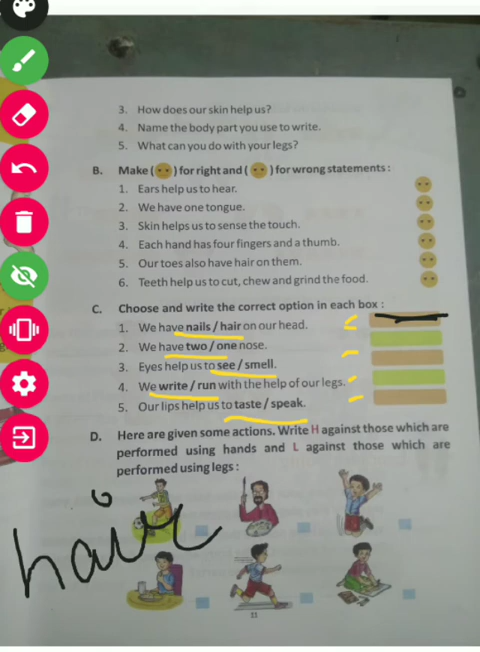 3. How does our skin help us?
4. Name the body part you use to write.
5. What can you do with your legs?
B. Make ( ) for right and ( ) for wrong statements :
1. Ears help us to hear.
2. We have one tongue.
3. Skin helps us to sense the touch.
4. Each hand has four fingers and a thumb.
5. Our toes also have hair on them.
6. Teeth help us to cut, chew and grind the food.
C. Choose and write the correct option in each box :
1. We have nails / hair on our head.
2. We have two / one nose.
3. Eyes help us to see / smell.
4. We write / run with the help of our legs.
5. Our lips help us to taste / speak.
D. Here are given some actions. Write H against those which are
performed using hands and L against those which are
performed using legs :
hair
11